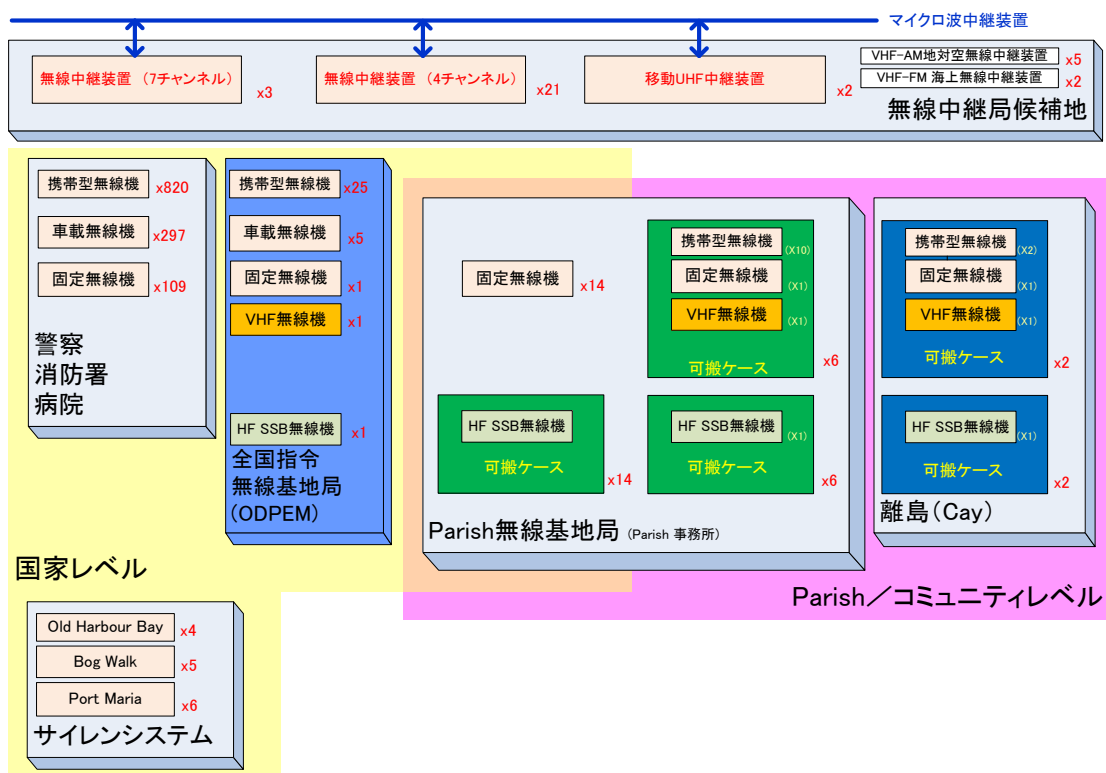 マイクロ波中継装置
無線中継装置 (7チャンネル)
x3
無線中継装置 (4チャンネル)
x21
移動UHF中継装置
x2
VHF-AM地対空無線中継装置
x5
VHF-FM 海上無線中継装置
x2
無線中継局候補地
携帯型無線機
x820
車載無線機
x297
固定無線機
x109
警察
消防署
病院
携帯型無線機
x25
車載無線機
x5
固定無線機
x1
VHF無線機
x1
HF SSB無線機
x1
全国指令
無線基地局
(ODPEM)
固定無線機
x14
携帯型無線機
(X10)
固定無線機
(X1)
VHF無線機
(X1)
可搬ケース
x6
HF SSB無線機
可搬ケース
x14
HF SSB無線機
(X1)
可搬ケース
x6
Parish無線基地局 (Parish 事務所)
携帯型無線機
(X2)
固定無線機
(X1)
VHF無線機
(X1)
可搬ケース
x2
HF SSB無線機
(X1)
可搬ケース
x2
離島(Cay)
国家レベル
Parish/コミュニティレベル
Old Harbour Bay
x4
Bog Walk
x5
Port Maria
x6
サイレンシステム